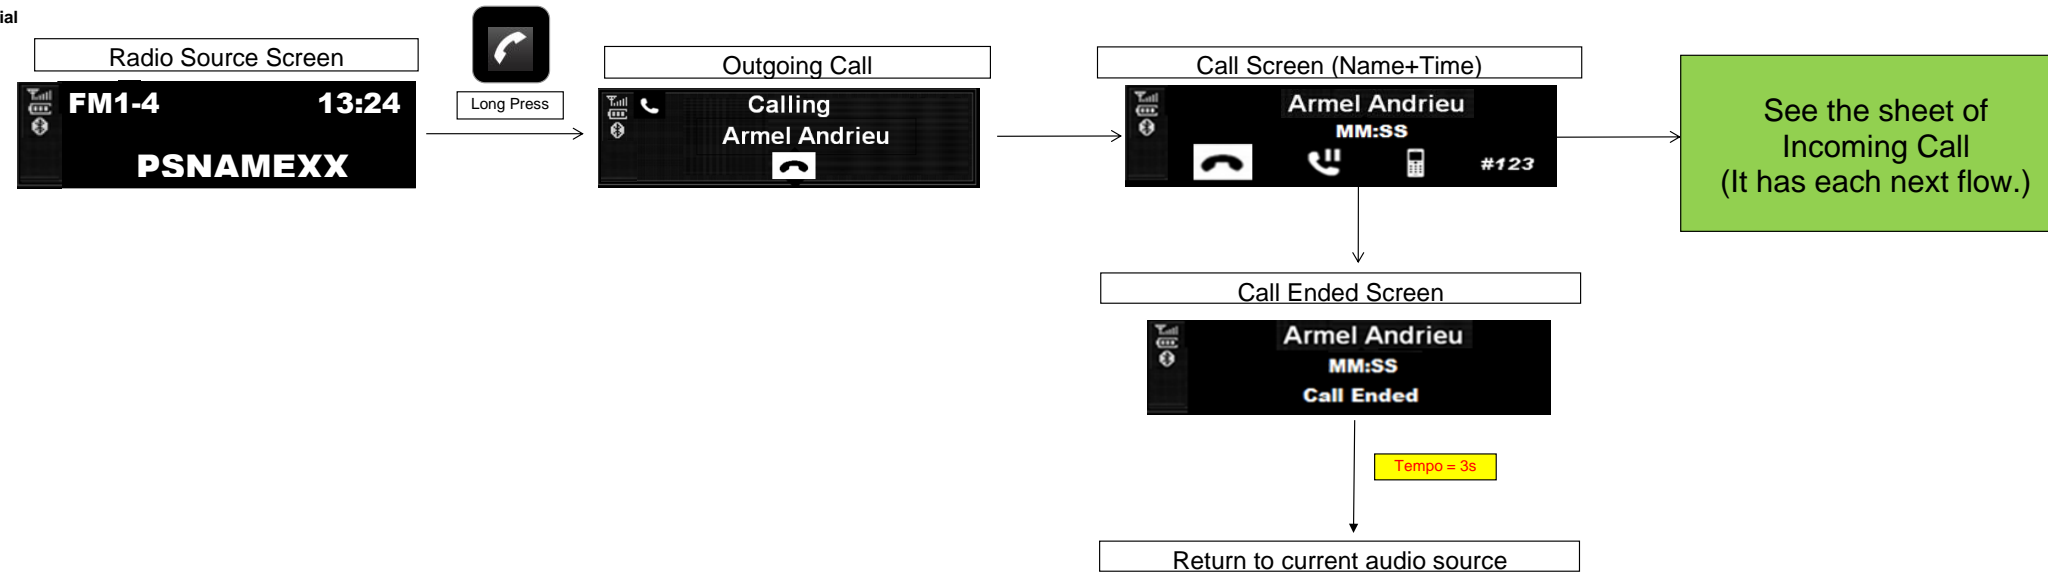 ial
Radio Source Screen
FM1-4 13:24
PSNAMEXX
Long Press
Outgoing Call
Calling
Armel Andrieu
Call Screen (Name+Time)
Armel Andrieu
MM:SS
#123
See the sheet of
Incoming Call
(It has each next flow.)
Call Ended Screen
Armel Andrieu
MM:SS
Call Ended
Tempo = 3s
Return to current audio source